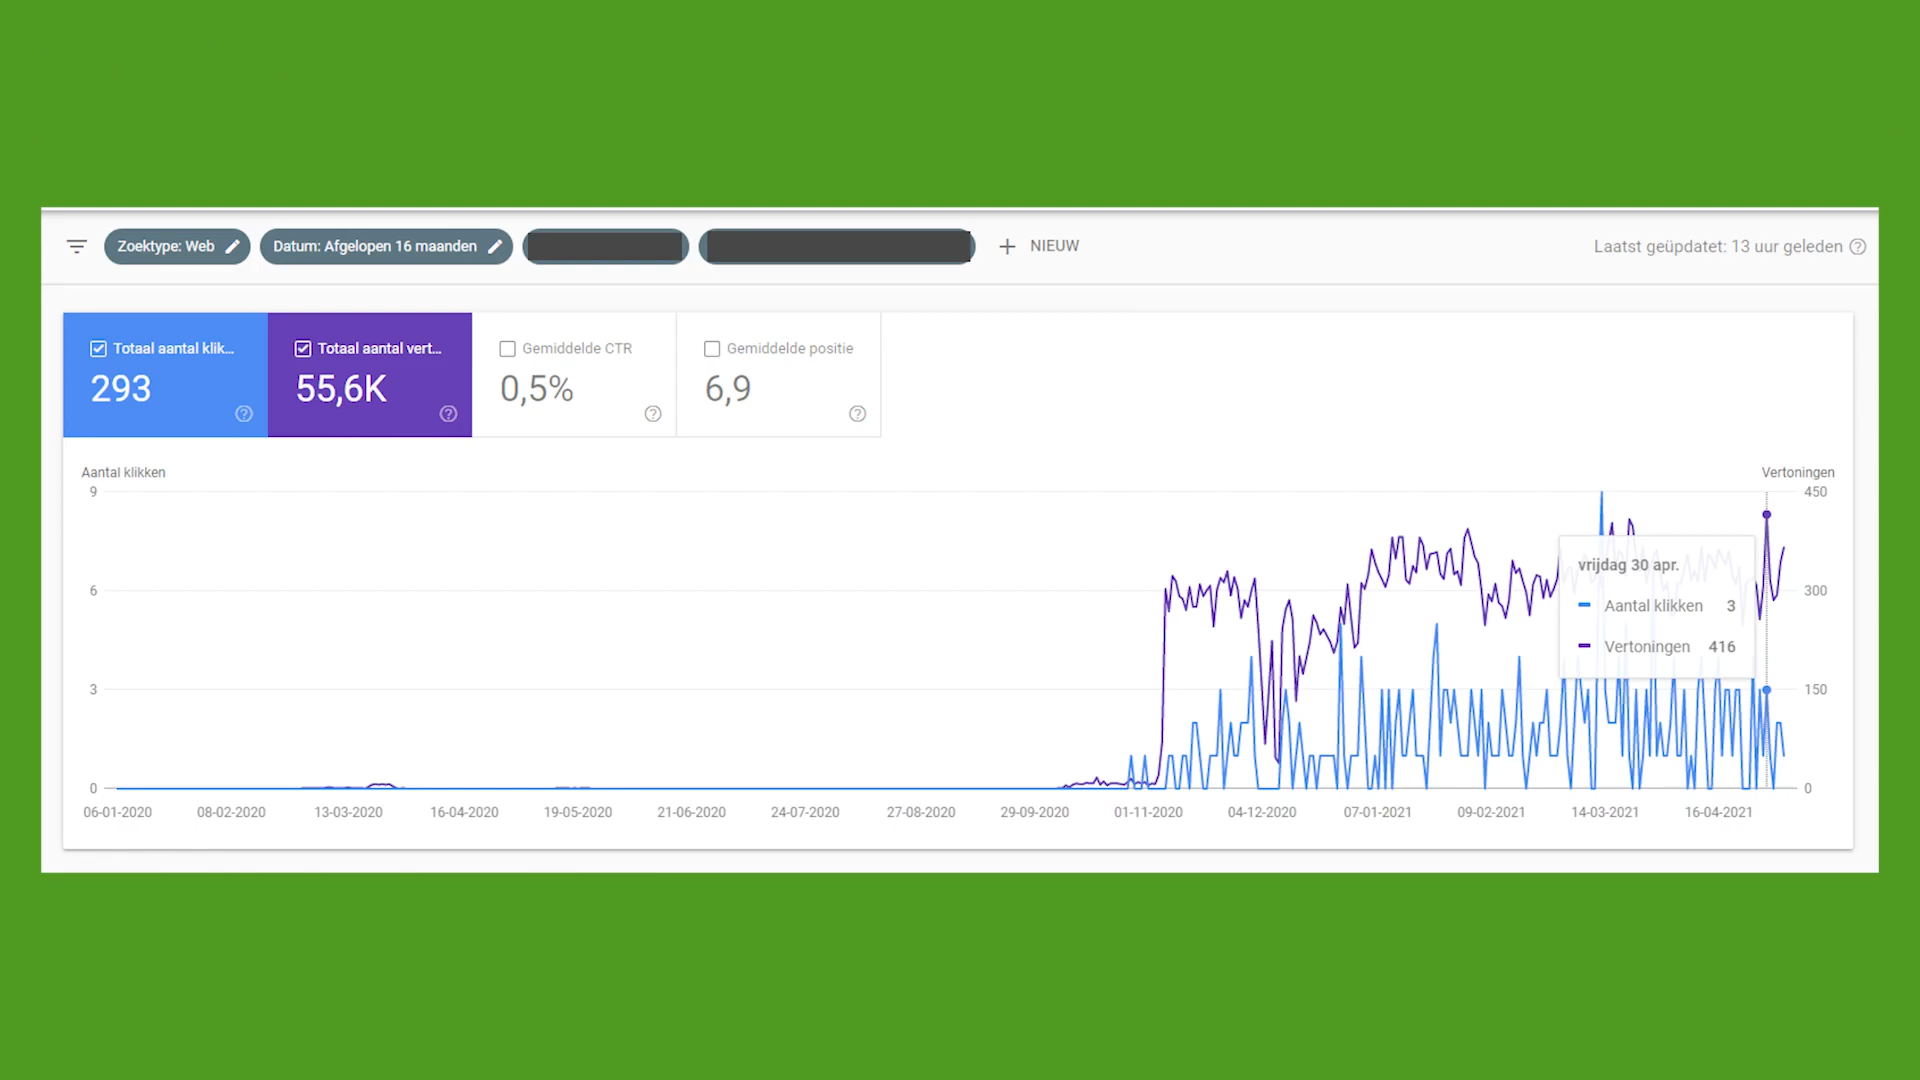 Zoektype: Web
Datum: Afgelopen 16 maanden
NIEUW
Laatst geüpdatet: 13 uur geleden
Totaal aantal klik...
293
Totaal aantal vert...
55,6K
Gemiddelde CTR
0,5%
Gemiddelde positie
6,9
Aantal klikken
Vertoningen
9
450
6
300
3
150
0
0
vrijdag 30 apr.
Aantal klikken 3
Vertoningen 416
06-01-2020 08-02-2020 13-03-2020 16-04-2020 19-05-2020 21-06-2020 24-07-2020 27-08-2020 29-09-2020 01-11-2020 04-12-2020 07-01-2021 09-02-2021 14-03-2021 16-04-2021